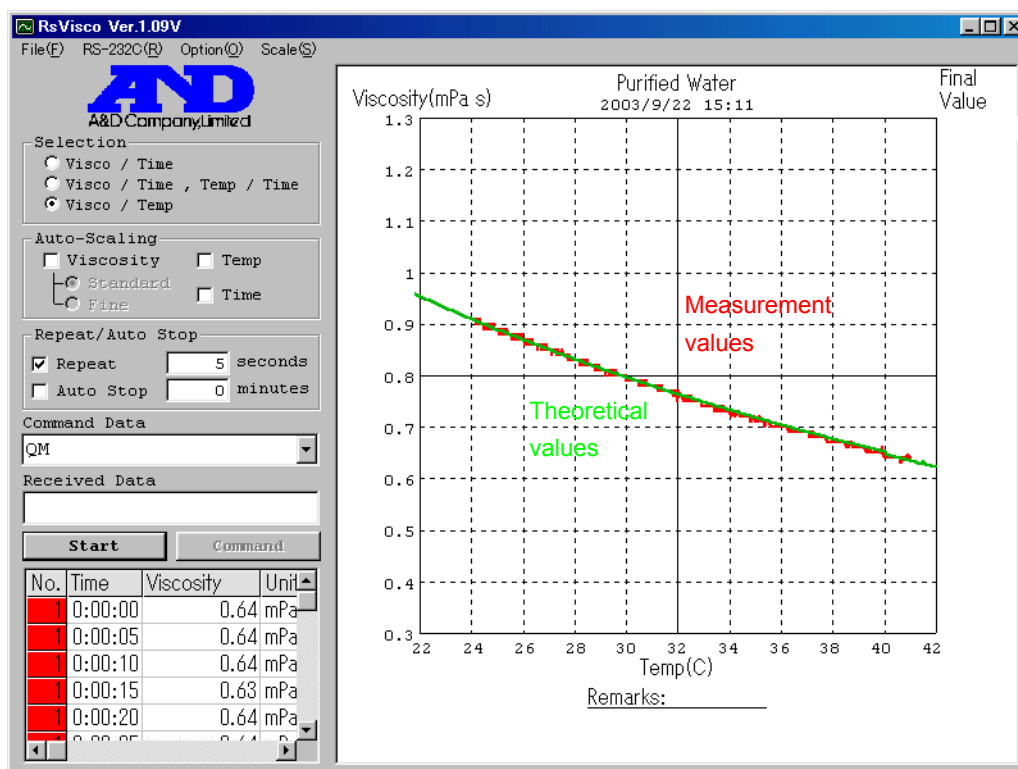 RsVisco Ver.1.09V
File(F) RS-232C(R) Option(O) Scale(S)
AND
A&D Company,Limited
Selection
Visco / Time
Visco / Time , Temp / Time
Visco / Temp
Auto-Scaling
Viscosity Temp
Standard
Fine
Time
Repeat/Auto Stop
Repeat 5 seconds
Auto Stop 0 minutes
Command Data
QM
Received Data
Start Command
No. Time Viscosity Unit
1 0:00:00 0.64 mPa
1 0:00:05 0.64 mPa
1 0:00:10 0.64 mPa
1 0:00:15 0.63 mPa
1 0:00:20 0.64 mPa
Purified Water
2003/9/22 15:11
Final
Value
Viscosity(mPa s)
1.3
1.2
1.1
1
0.9
0.8
0.7
0.6
0.5
0.4
0.3
Measurement
values
Theoretical
values
22 24 26 28 30 32 34 36 38 40 42
Temp(C)
Remarks: